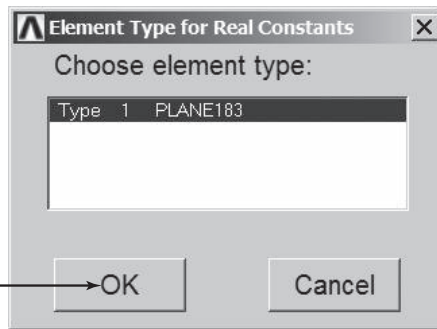 Element Type for Real Constants
Choose element type:
Type 1 PLANE183
OK
Cancel